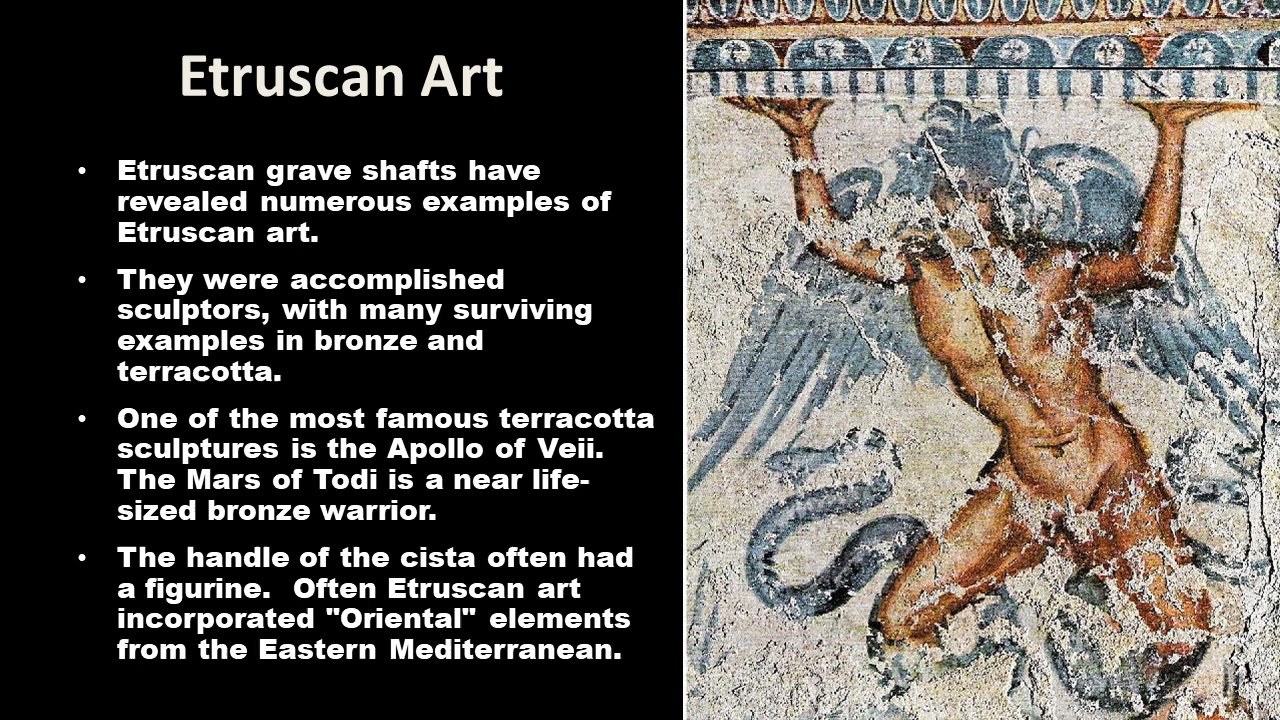 Etruscan Art
• Etruscan grave shafts have
revealed numerous examples of
Etruscan art.
• They were accomplished
sculptors, with many surviving
examples in bronze and
terracotta.
• One of the most famous terracotta
sculptures is the Apollo of Veii.
The Mars of Todi is a near life-
sized bronze warrior.
• The handle of the cista often had
a figurine.  Often Etruscan art
incorporated "Oriental" elements
from the Eastern Mediterranean.